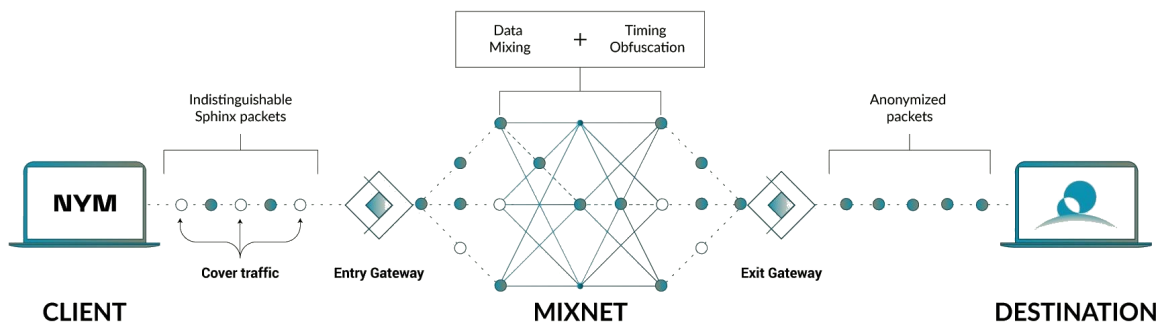 Data
Mixing
+
Timing
Obfuscation
Indistinguishable
Sphinx packets
Anonymized
packets
NYM
Cover traffic
Entry Gateway
Exit Gateway
CLIENT
MIXNET
DESTINATION